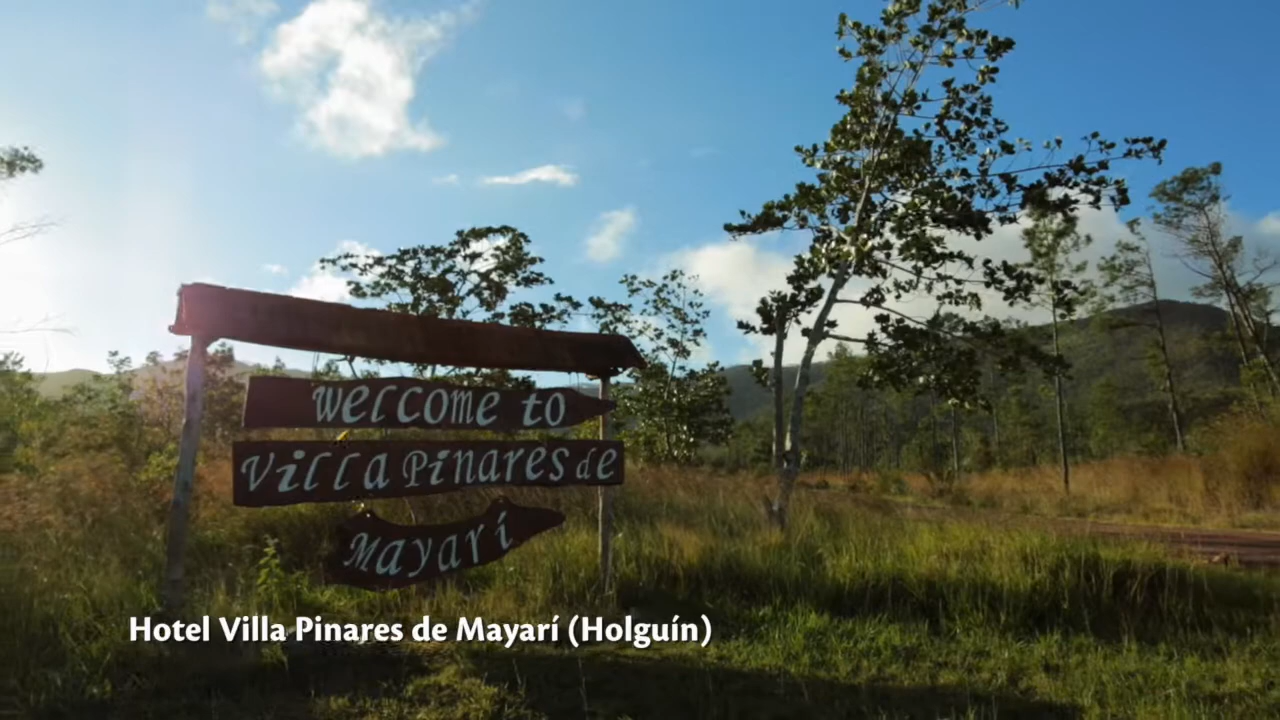 Welcome to
Villa Pinares de
Mayarí
Hotel Villa Pinares de Mayarí (Holguín)